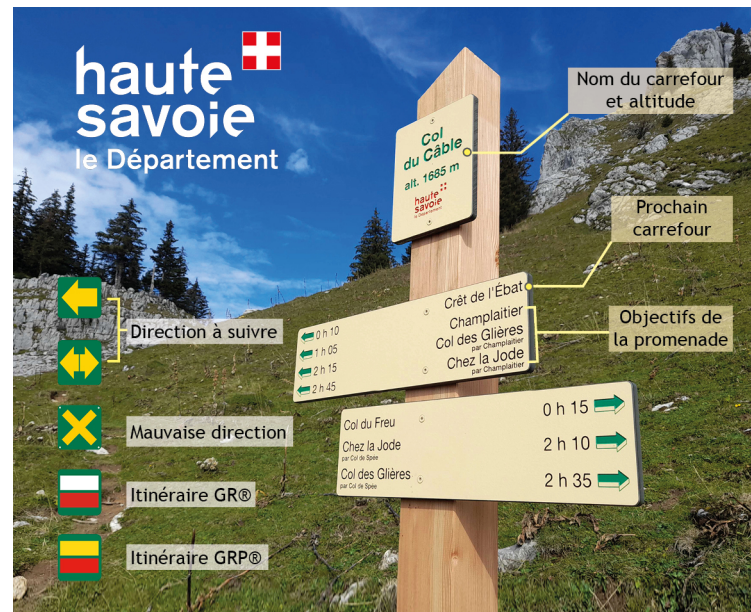 haute
savoie
le Département
Nom du carrefour
et altitude
Col
du Câble
alt. 1685 m
haute
savoie
le Département
Prochain
carrefour
Crêt de l'Ébat
Champlaitier
Col des Glières
par Champlaitier
Chez la Jode
par Champlaitier
0 h 10
1 h 05
2 h 15
2 h 45
Objectifs de
la promenade
Direction à suivre
Col du Freu
0 h 15
Chez la Jode
par Col de Spée
2 h 10
Col des Glières
par Col de Spée
2 h 35
Mauvaise direction
Itinéraire GR®
Itinéraire GRP®